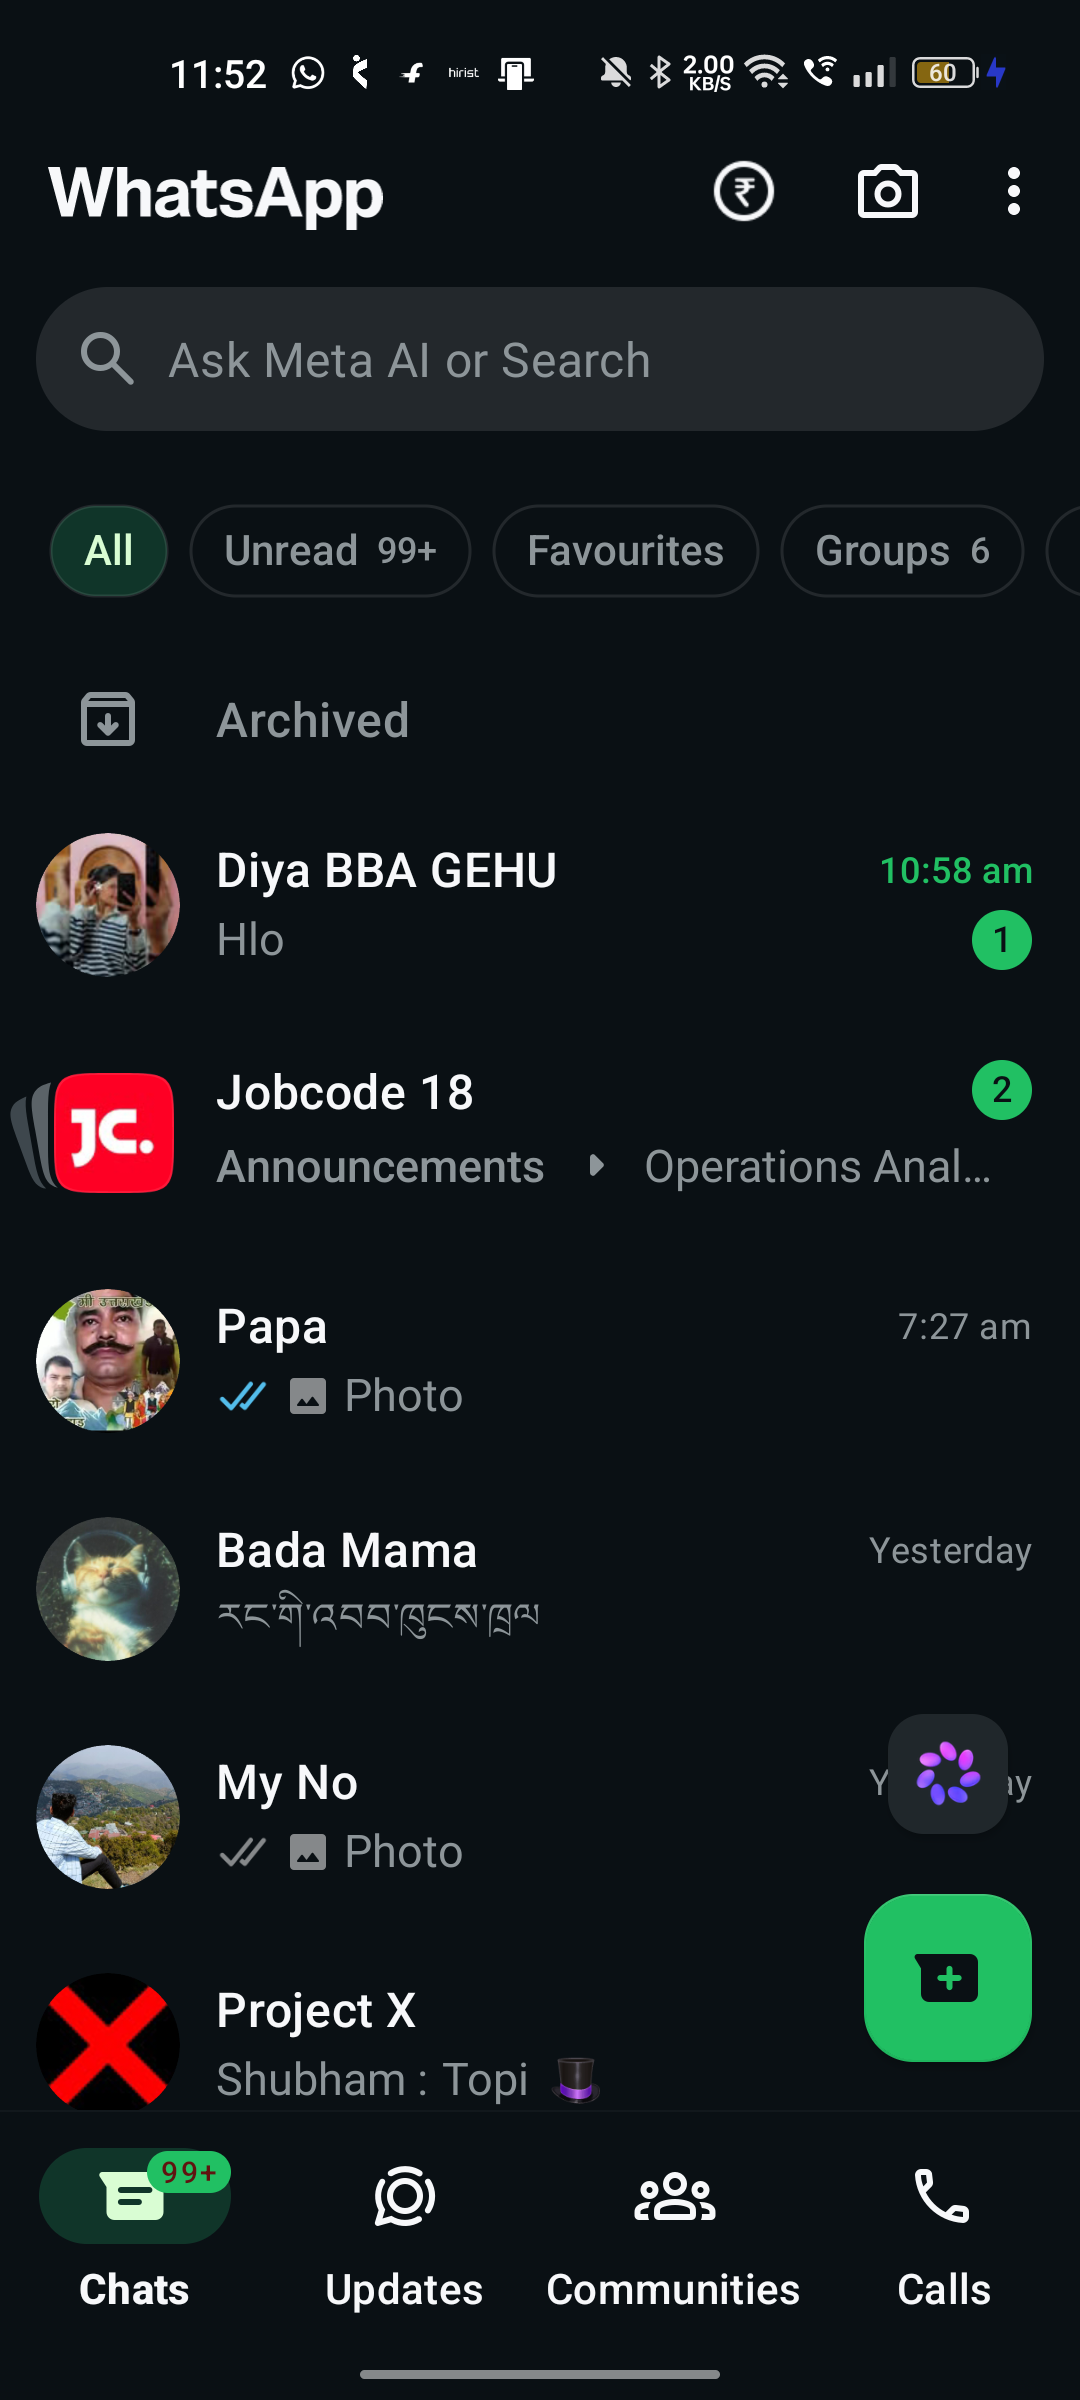 11:52 hirist 2.00 KB/S 60
WhatsApp
Ask Meta AI or Search
All Unread 99+ Favourites Groups 6
Archived
Diya BBA GEHU 10:58 am
Hlo 1
Jobcode 18 2
JC.
Announcements Operations Anal...
Papa 7:27 am
Photo
Bada Mama Yesterday
རང་གི་འབབ་ཁུངས་ཁྲལ
My No
Photo
Project X
Shubham : Topi 🎩
99+
Chats Updates Communities Calls